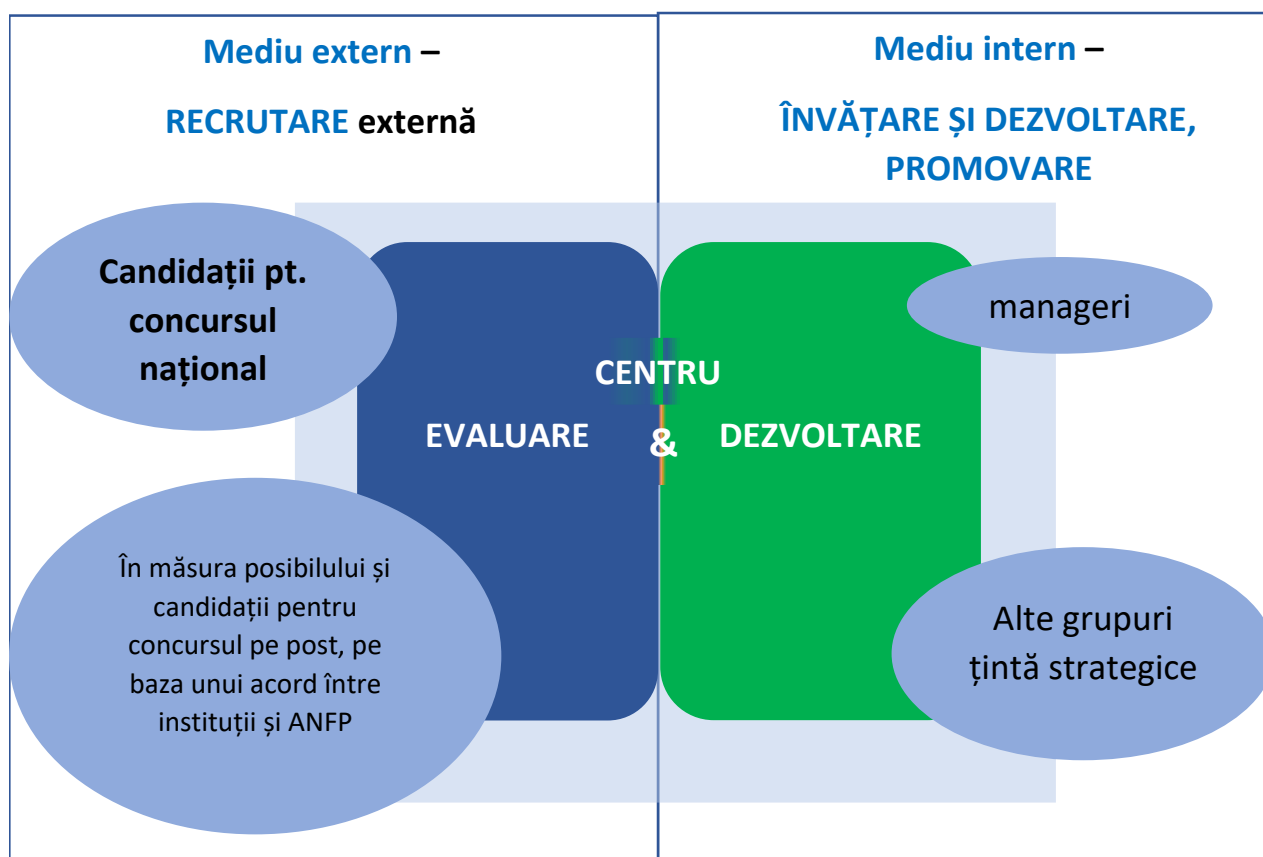 Mediu extern –
RECRUTARE externă
Mediu intern –
ÎNVĂȚARE ȘI DEZVOLTARE,
PROMOVARE
Candidații pt.
concursul
național
manageri
CENTRU
EVALUARE & DEZVOLTARE
În măsura posibilului și
candidații pentru
concursul pe post, pe
baza unui acord între
instituții și ANFP
Alte grupuri
țintă strategice